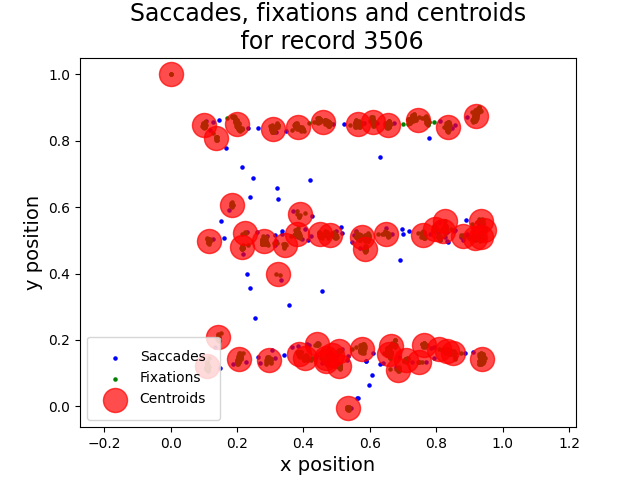 Saccades, fixations and centroids
for record 3506
1.0
0.8
0.6
0.4
0.2
0.0
y position
Saccades
Fixations
Centroids
−0.2 0.0 0.2 0.4 0.6 0.8 1.0 1.2
x position